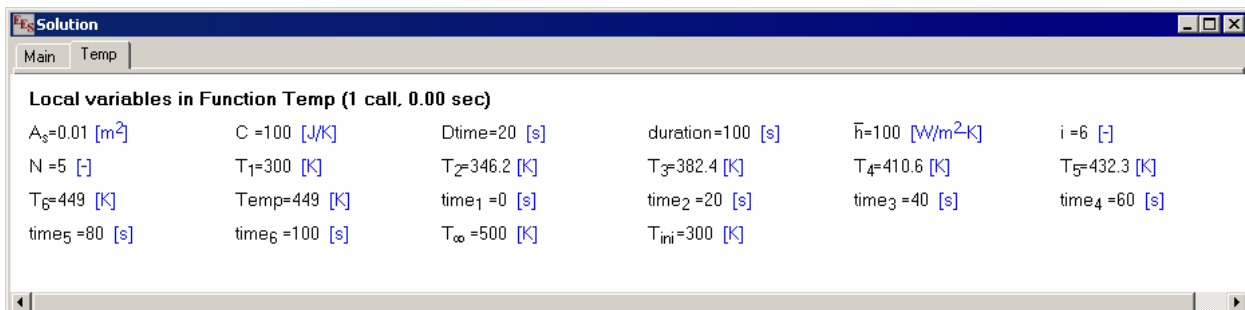 EES Solution
Main Temp
Local variables in Function Temp (1 call, 0.00 sec)
Aₛ=0.01 [m²] C =100 [J/K] Dtime=20 [s] duration=100 [s] h̅=100 [W/m²-K] i =6 [-]
N =5 [-] T₁=300 [K] T₂=346.2 [K] T₃=382.4 [K] T₄=410.6 [K] T₅=432.3 [K]
T₆=449 [K] Temp=449 [K] time₁ =0 [s] time₂ =20 [s] time₃ =40 [s] time₄ =60 [s]
time₅ =80 [s] time₆ =100 [s] T∞ =500 [K] Tᵢₙᵢ=300 [K]